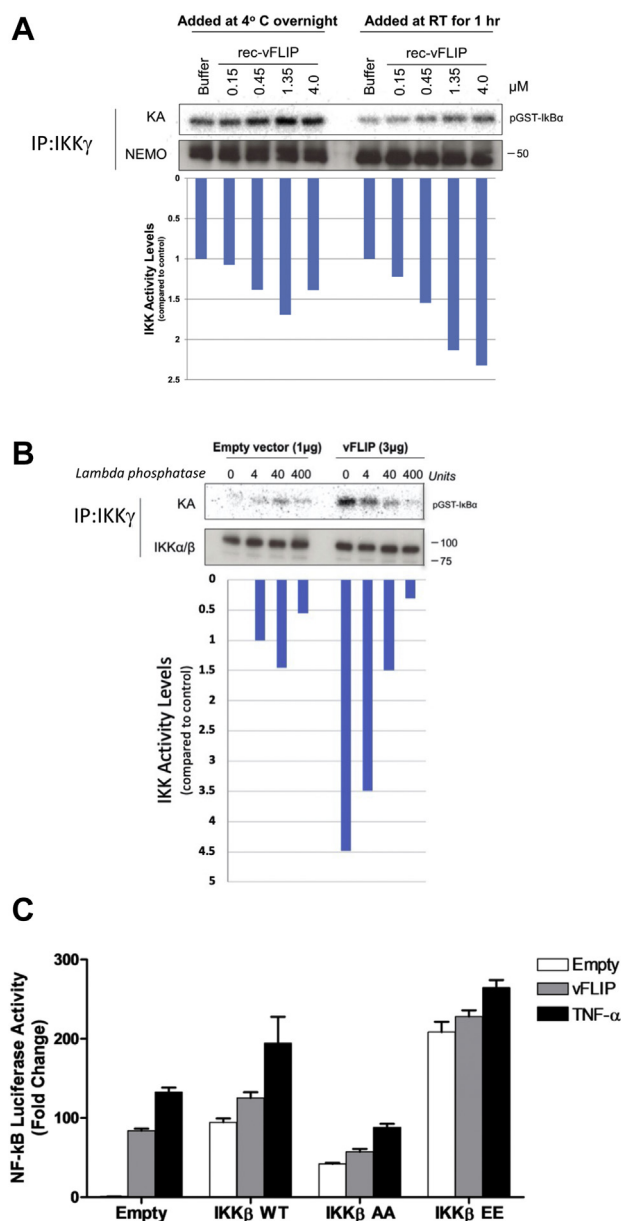 A
Added at 4º C overnight Added at RT for 1 hr
rec-vFLIP rec-vFLIP
Buffer 0.15 0.45 1.35 4.0 Buffer 0.15 0.45 1.35 4.0 µM
IP:IKKγ
KA pGST-IkBα
NEMO –50
IKK Activity Levels
(compared to control)
0
0.5
1
1.5
2
2.5
B
Empty vector (1µg) vFLIP (3µg)
Lambda phosphatase 0 4 40 400 0 4 40 400 Units
IP:IKKγ
KA pGST-IkBα
IKKα/β –100
–75
IKK Activity Levels
(compared to control)
0
0.5
1
1.5
2
2.5
3
3.5
4
4.5
5
C
NF-kB Luciferase Activity
(Fold Change)
300
200
100
0
Empty IKKβ WT IKKβ AA IKKβ EE
Empty
vFLIP
TNF-α